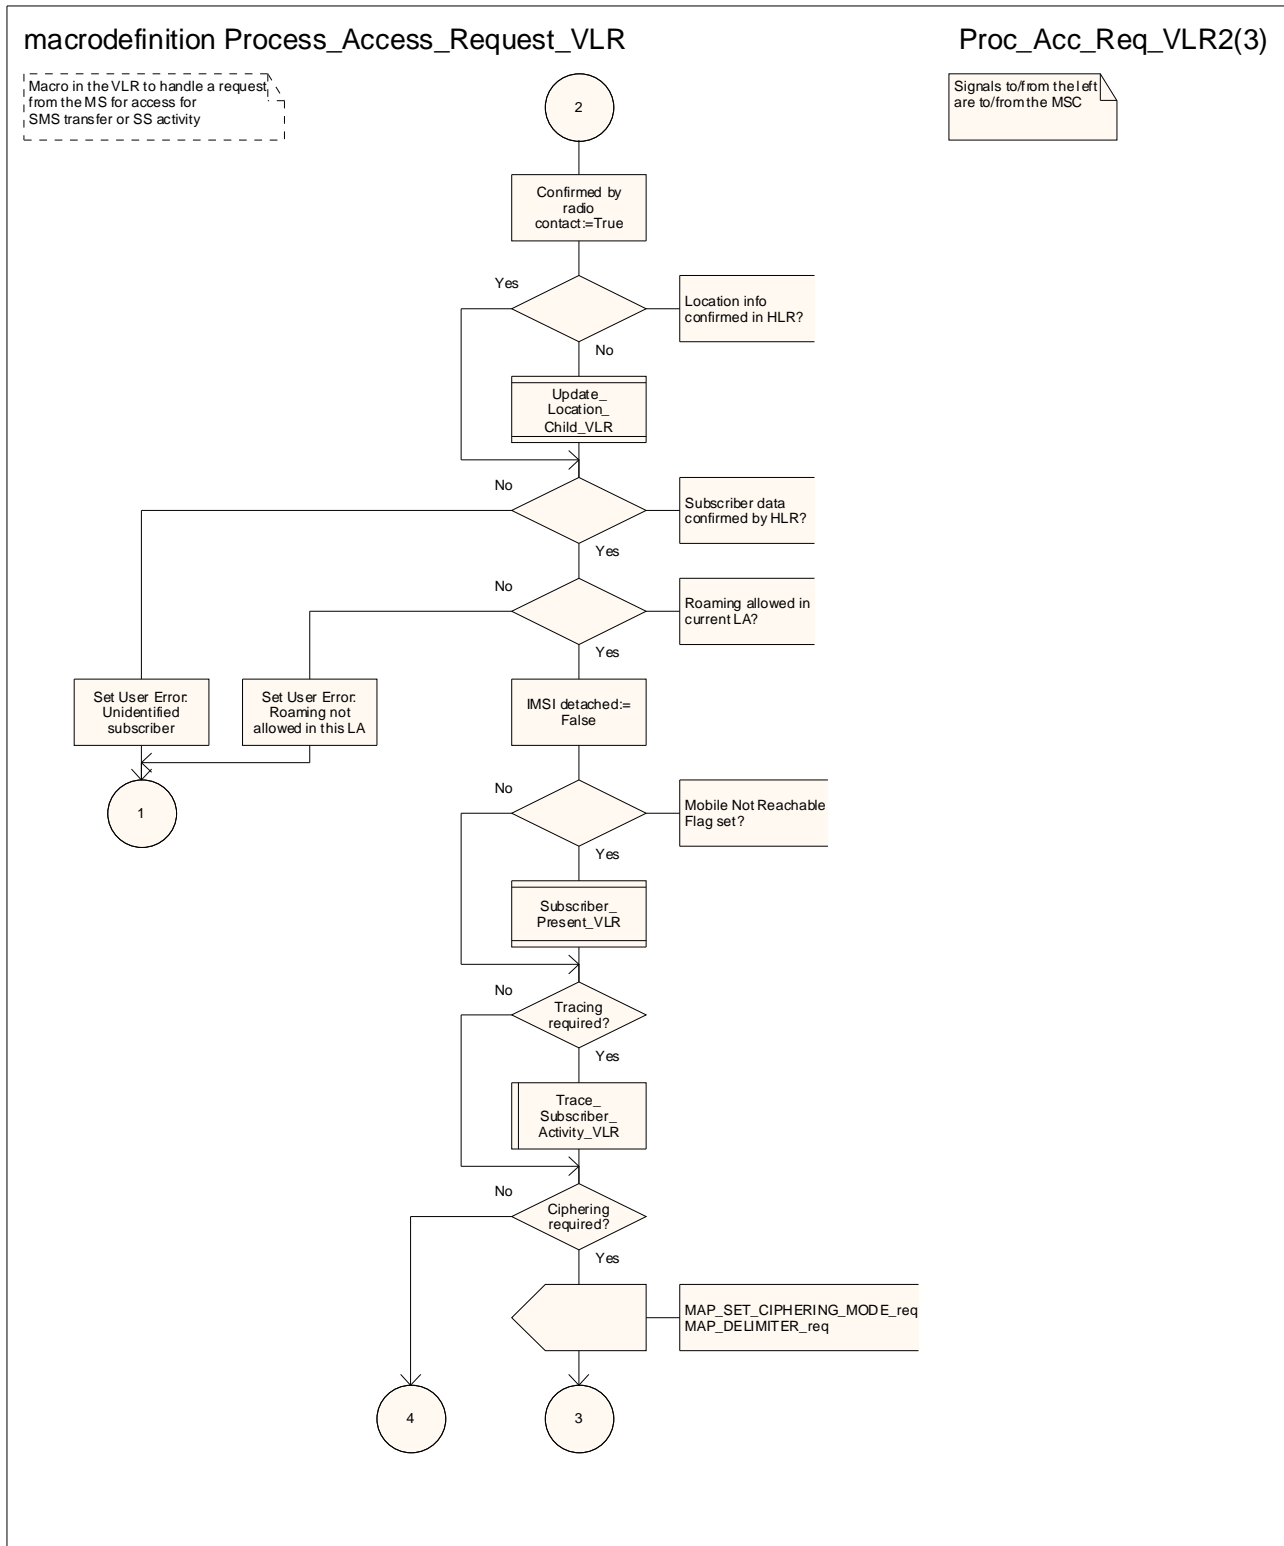 macrodefinition Process_Access_Request_VLR
Proc_Acc_Req_VLR2(3)
Macro in the VLR to handle a request
from the MS for access for
SMS transfer or SS activity
Signals to/from the left
are to/from the MSC
2
Confirmed by
radio
contact:=True
Yes
Location info
confirmed in HLR?
No
Update_
Location_
Child_VLR
No
Subscriber data
confirmed by HLR?
Yes
No
Roaming allowed in
current LA?
Yes
Set User Error:
Unidentified
subscriber
Set User Error:
Roaming not
allowed in this LA
IMSI detached:=
False
1
No
Mobile Not Reachable
Flag set?
Yes
Subscriber_
Present_VLR
No
Tracing
required?
Yes
Trace_
Subscriber_
Activity_VLR
No
Ciphering
required?
Yes
MAP_SET_CIPHERING_MODE_req
MAP_DELIMITER_req
4
3